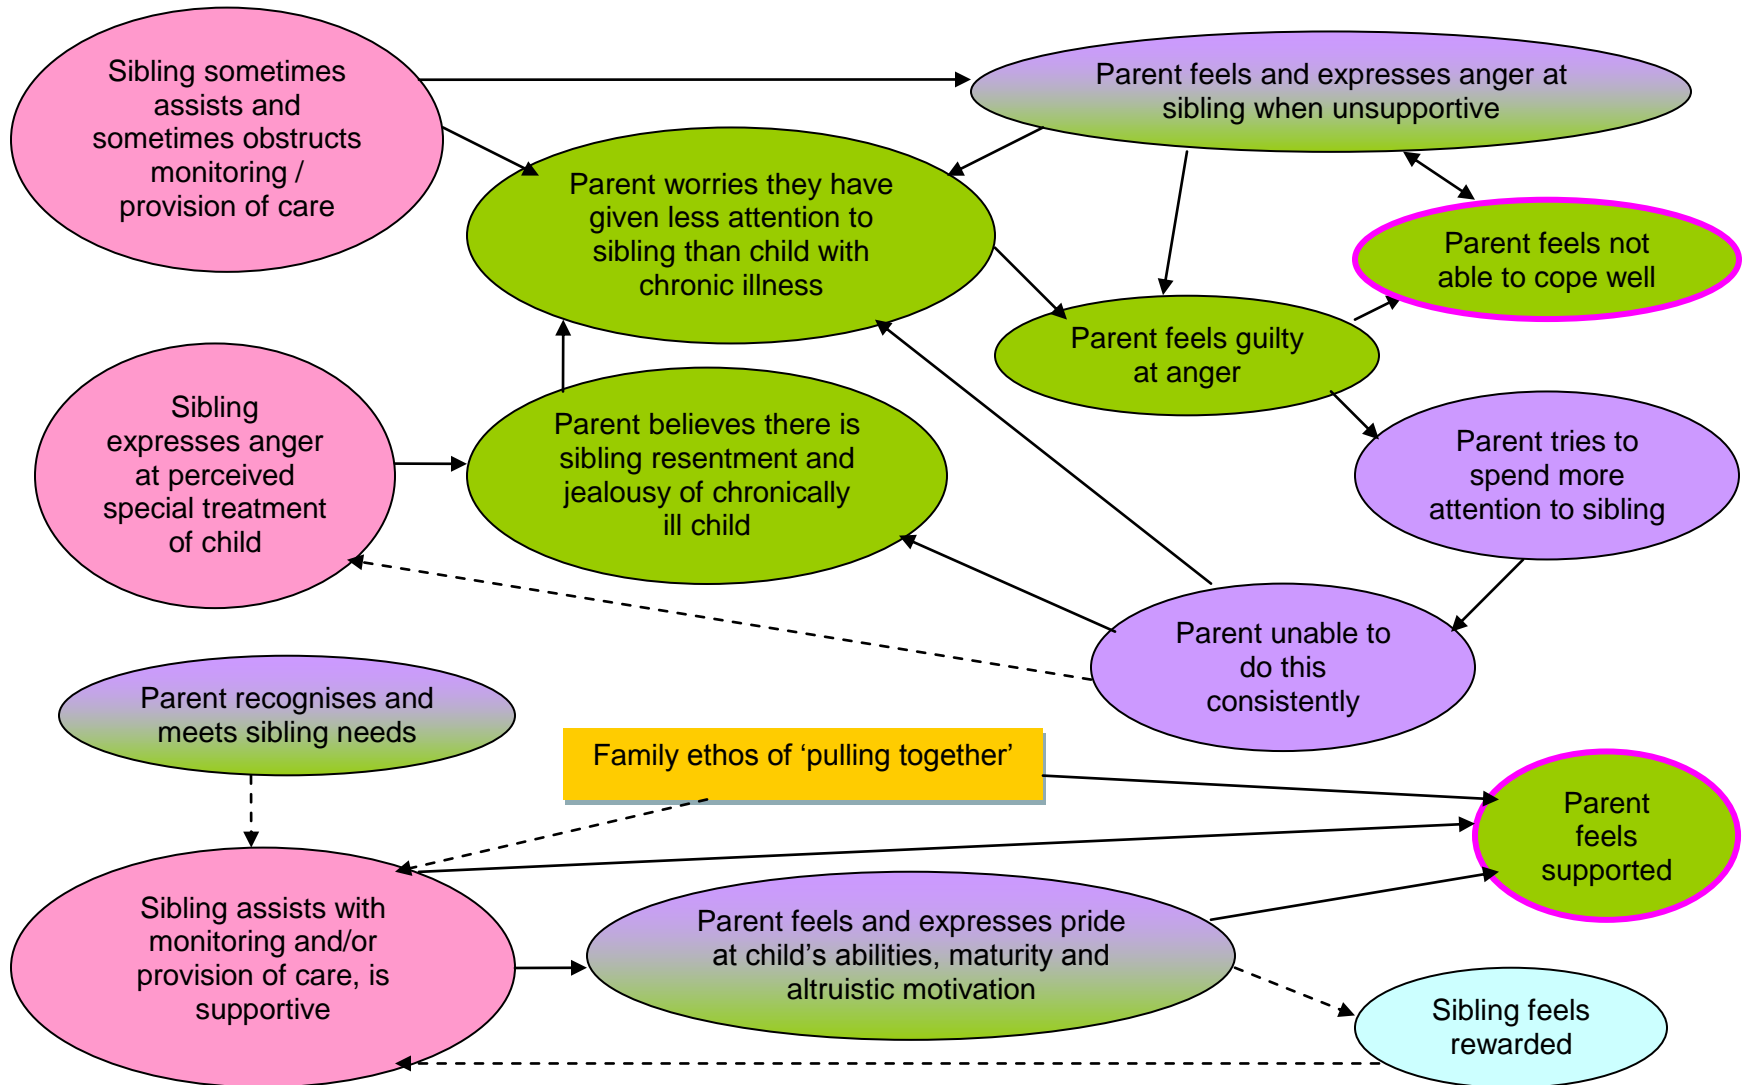 Sibling sometimes
assists and
sometimes obstructs
monitoring /
provision of care
Parent feels and expresses anger at
sibling when unsupportive
Parent worries they have
given less attention to
sibling than child with
chronic illness
Parent feels not
able to cope well
Parent feels guilty
at anger
Sibling
expresses anger
at perceived
special treatment
of child
Parent believes there is
sibling resentment and
jealousy of chronically
ill child
Parent tries to
spend more
attention to sibling
Parent unable to
do this
consistently
Parent recognises and
meets sibling needs
Family ethos of ‘pulling together’
Parent
feels
supported
Sibling assists with
monitoring and/or
provision of care, is
supportive
Parent feels and expresses pride
at child’s abilities, maturity and
altruistic motivation
Sibling feels
rewarded